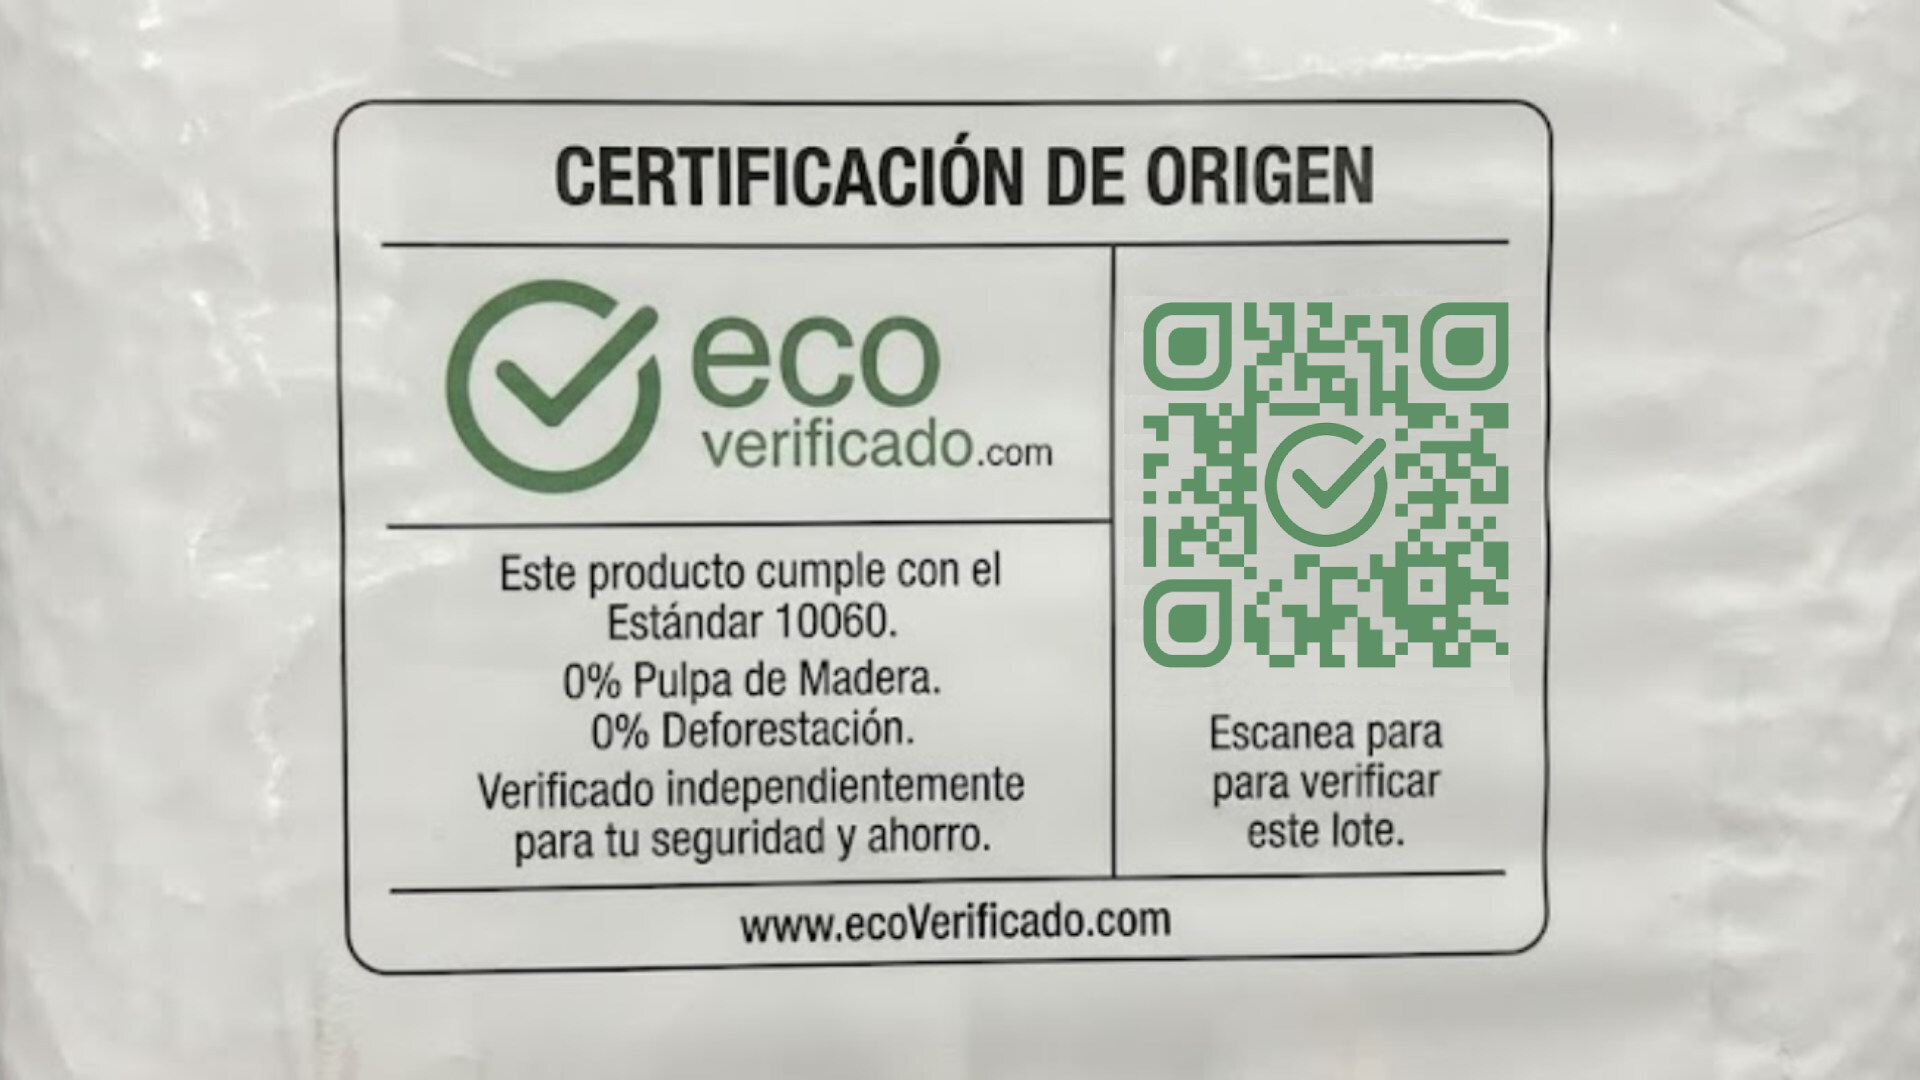 CERTIFICACIÓN DE ORIGEN
eco
verificado.com
Este producto cumple con el
Estándar 10060.
0% Pulpa de Madera.
0% Deforestación.
Verificado independientemente
para tu seguridad y ahorro.
Escanea para
para verificar
este lote.
www.ecoVerificado.com